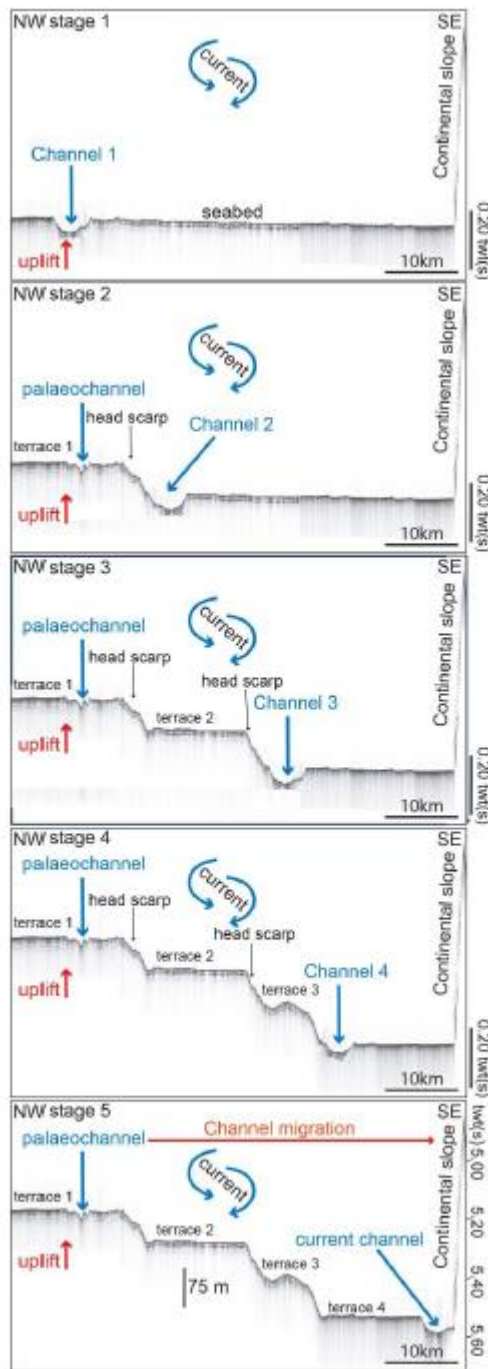 NW stage 1 SE
current
Continental slope
Channel 1
seabed
uplift
0.20 twt(s)
10km
NW stage 2 SE
current
Continental slope
palaeochannel
head scarp
Channel 2
terrace 1
uplift
0.20 twt(s)
10km
NW stage 3 SE
current
Continental slope
palaeochannel
head scarp
head scarp
Channel 3
terrace 1
terrace 2
uplift
0.20 twt(s)
10km
NW stage 4 SE
current
Continental slope
palaeochannel
head scarp
head scarp
Channel 4
terrace 1
terrace 2
terrace 3
uplift
0.20 twt(s)
10km
NW stage 5 SE
twt(s)
palaeochannel
Channel migration
5,00
current
Continental slope
terrace 1
terrace 2
current channel
5,20
uplift
terrace 3
75 m
5,40
terrace 4
5,60
10km